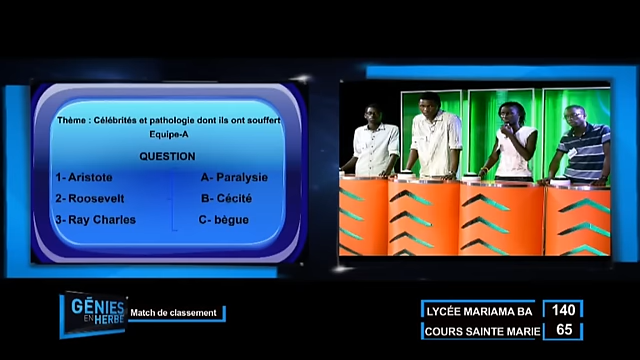 Thème : Célébrités et pathologie dont ils ont souffert
Equipe-A
QUESTION
1- Aristote A- Paralysie
2- Roosevelt B- Cécité
3- Ray Charles C- bègue
GÉNIES
EN HERBE
Match de classement
LYCÉE MARIAMA BA 140
COURS SAINTE MARIE 65